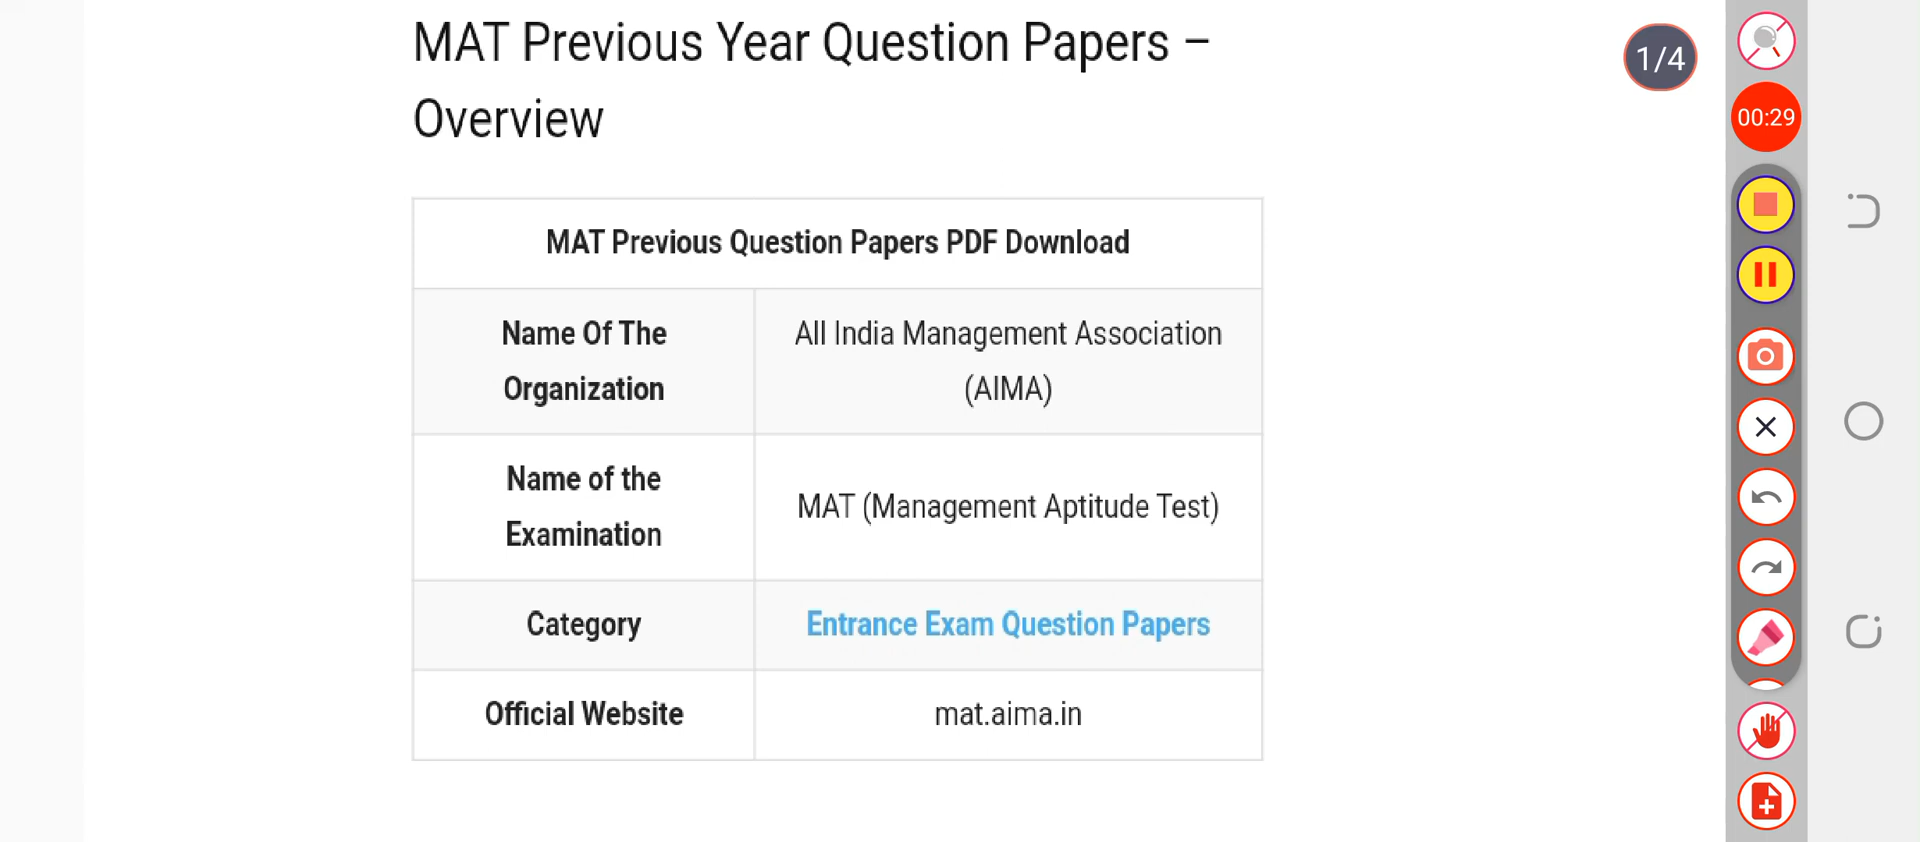 MAT Previous Year Question Papers –
Overview
1/4
00:29
MAT Previous Question Papers PDF Download
Name Of The
Organization
All India Management Association
(AIMA)
Name of the
Examination
MAT (Management Aptitude Test)
Category
Entrance Exam Question Papers
Official Website
mat.aima.in